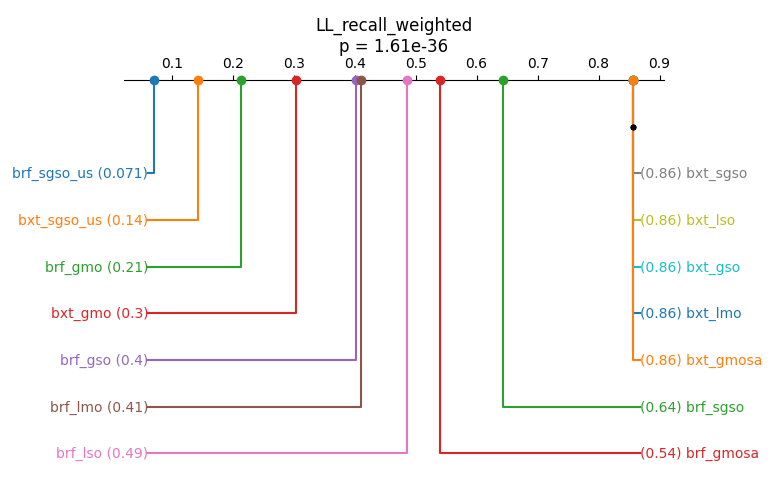 LL_recall_weighted
p = 1.61e-36
0.1 0.2 0.3 0.4 0.5 0.6 0.7 0.8 0.9
brf_sgso_us (0.071) (0.86) bxt_sgso
bxt_sgso_us (0.14) (0.86) bxt_lso
brf_gmo (0.21) (0.86) bxt_gso
bxt_gmo (0.3) (0.86) bxt_lmo
brf_gso (0.4) (0.86) bxt_gmosa
brf_lmo (0.41) (0.64) brf_sgso
brf_lso (0.49) (0.54) brf_gmosa